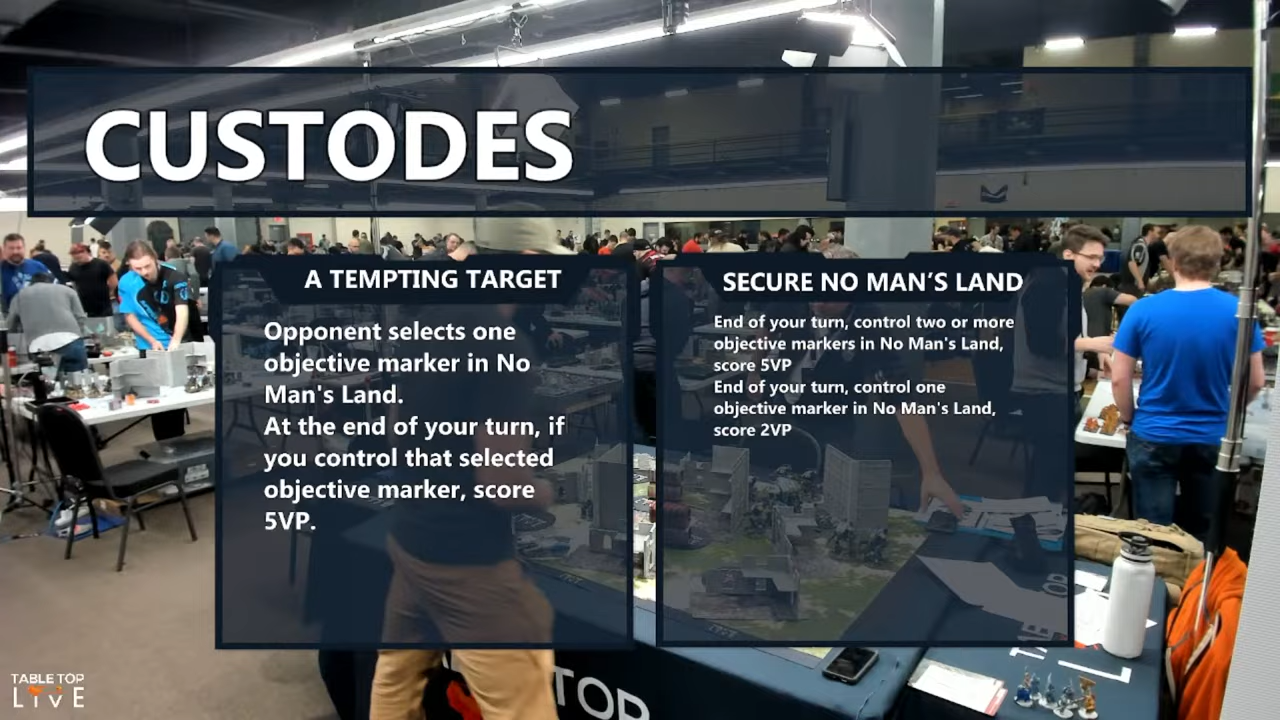 CUSTODES
A TEMPTING TARGET
Opponent selects one
objective marker in No
Man's Land.
At the end of your turn, if
you control that selected
objective marker, score
5VP.
SECURE NO MAN'S LAND
End of your turn, control two or more
objective markers in No Man's Land,
score 5VP
End of your turn, control one
objective marker in No Man's Land,
score 2VP
TABLE TOP
LIVE
TOP